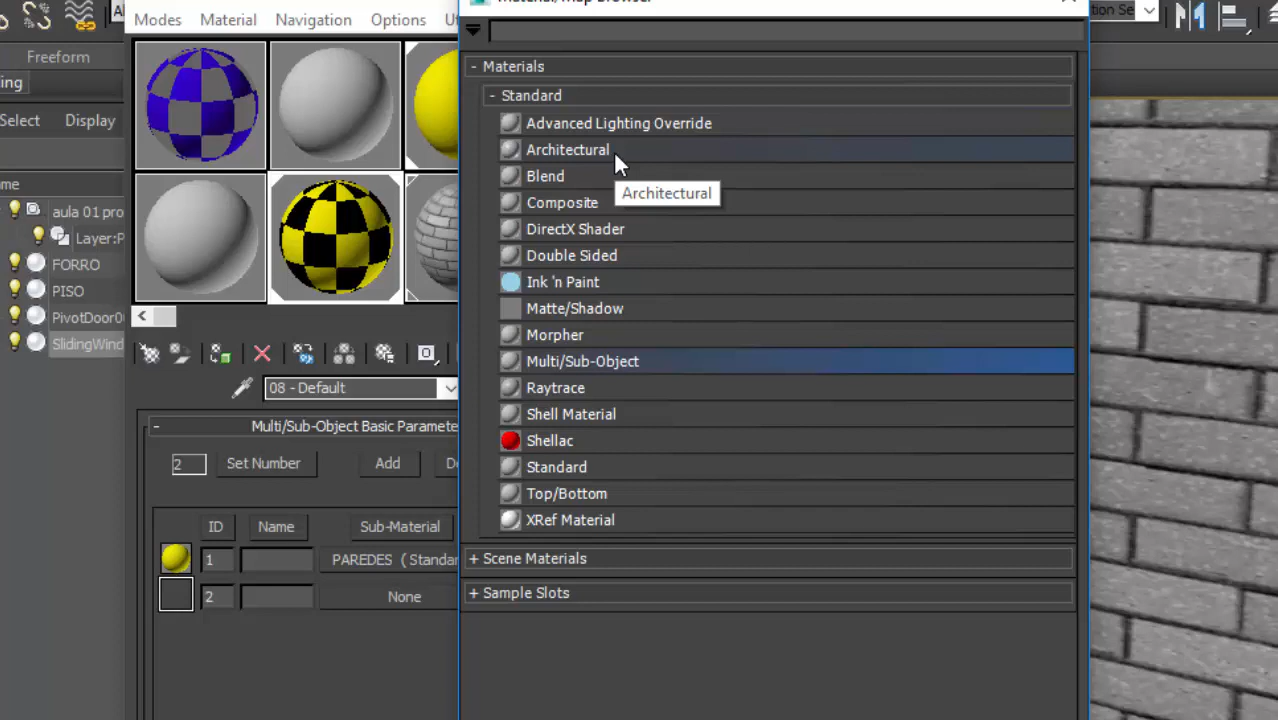 Material/Map Browser
Modes Material Navigation Options
Freeform
Select Display
aula 01 pro
Layer:P
FORRO
PISO
PivotDoor0
SlidingWind
08 - Default
Multi/Sub-Object Basic Paramete
2 Set Number Add
ID Name Sub-Material
1 PAREDES ( Standar
2 None
- Materials
- Standard
Advanced Lighting Override
Architectural
Blend
Architectural
Composite
DirectX Shader
Double Sided
Ink 'n Paint
Matte/Shadow
Morpher
Multi/Sub-Object
Raytrace
Shell Material
Shellac
Standard
Top/Bottom
XRef Material
+ Scene Materials
+ Sample Slots